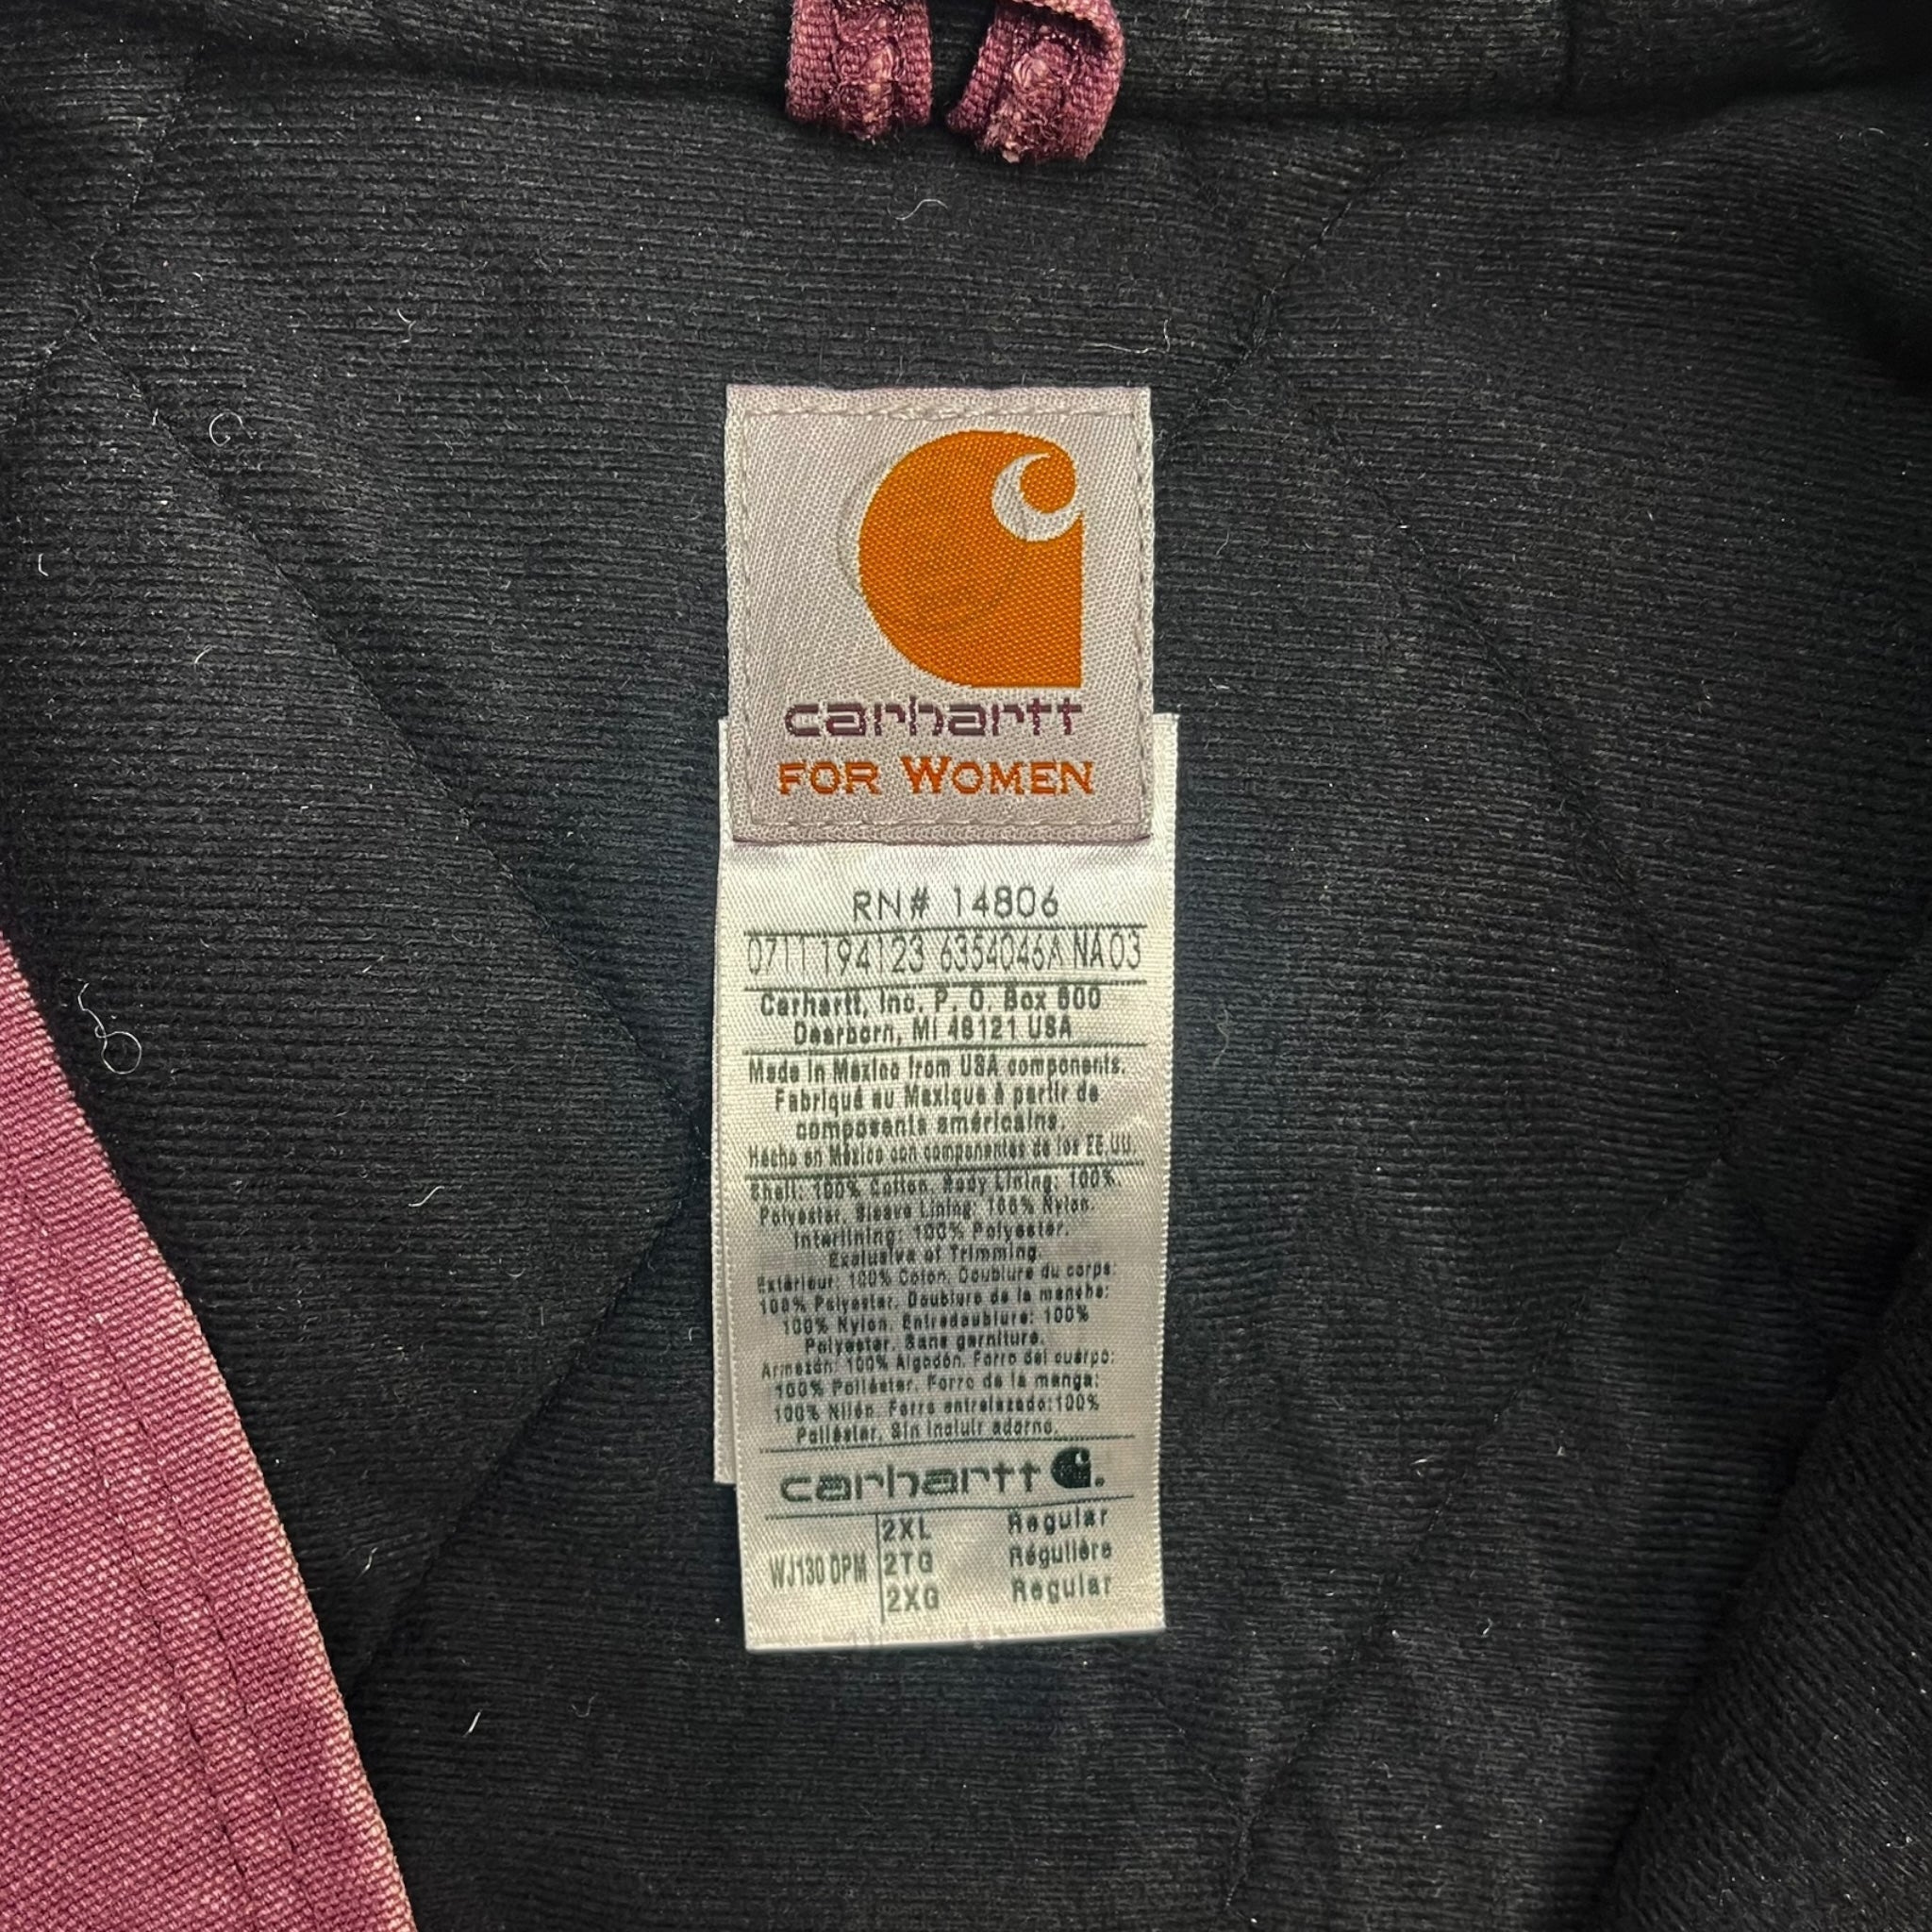 carhartt
FOR WOMEN
RN# 14806
0711 194123 6354046A NA 03
Carhartt, Inc. P. O. Box 600
Dearborn, MI 48121 USA
Made in Mexico from USA components.
Fabriqué au Mexique à partir de
composants américains.
Hecho en México con componentes de los EE.UU.
Shell: 100% Cotton. Body Lining: 100%
Polyester. Sleeve Lining: 100% Nylon.
Interlining: 100% Polyester.
Exclusive of Trimming.
Extérieur: 100% Coton. Doublure du corps:
100% Polyester. Doublure de la manche:
100% Nylon. Entredoublure: 100%
Polyester. Sans garniture.
Armazón: 100% Algodón. Forro del cuerpo:
100% Poliéster. Forro de la manga:
100% Nilón. Forro entrelazado:100%
Poliéster. Sin incluir adorno.
carhartt
2XL Regular
WJ130 DPM 2TG Régulière
2XG Regular